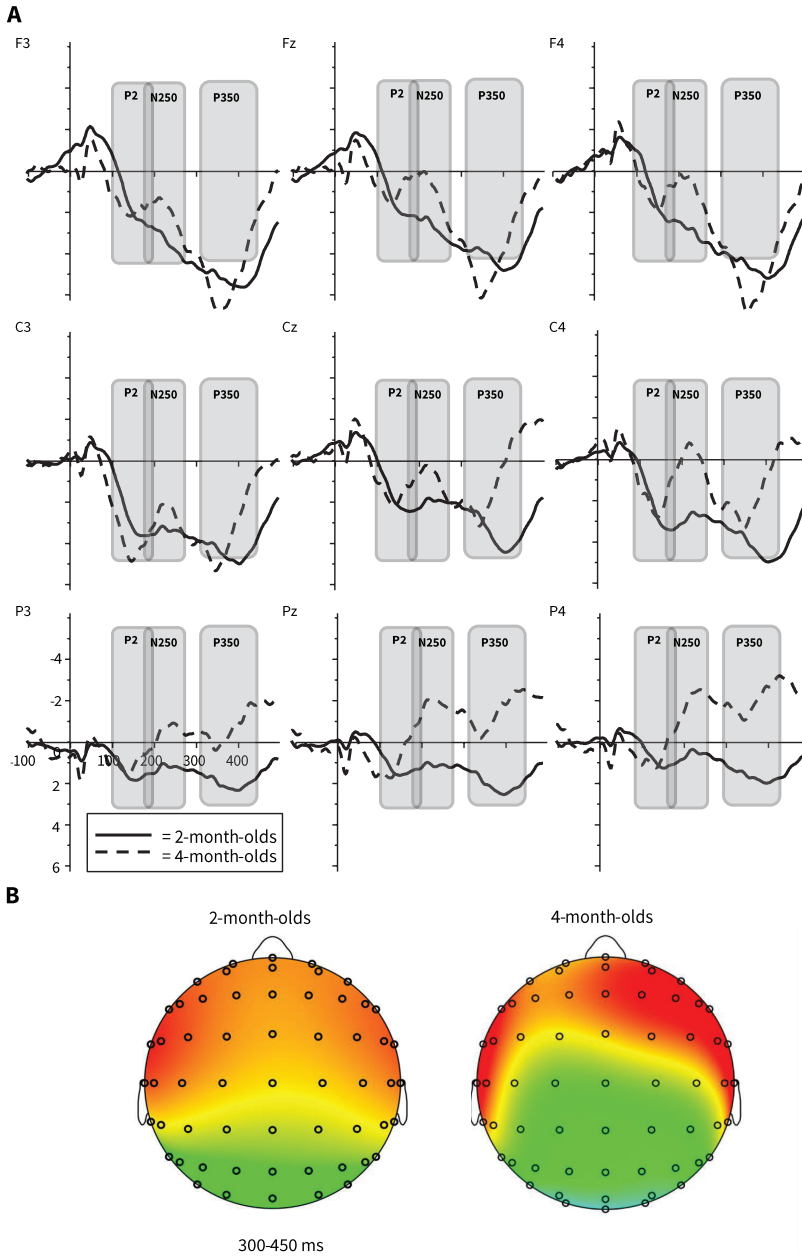 A
F3 Fz F4
P2 N250 P350 P2 N250 P350 P2 N250 P350
C3 Cz C4
P2 N250 P350 P2 N250 P350 P2 N250 P350
P3 Pz P4
P2 N250 P350 P2 N250 P350 P2 N250 P350
-4
-2
0
-100 100 200 300 400
2
4
6
= 2-month-olds
= 4-month-olds
B
2-month-olds 4-month-olds
300-450 ms